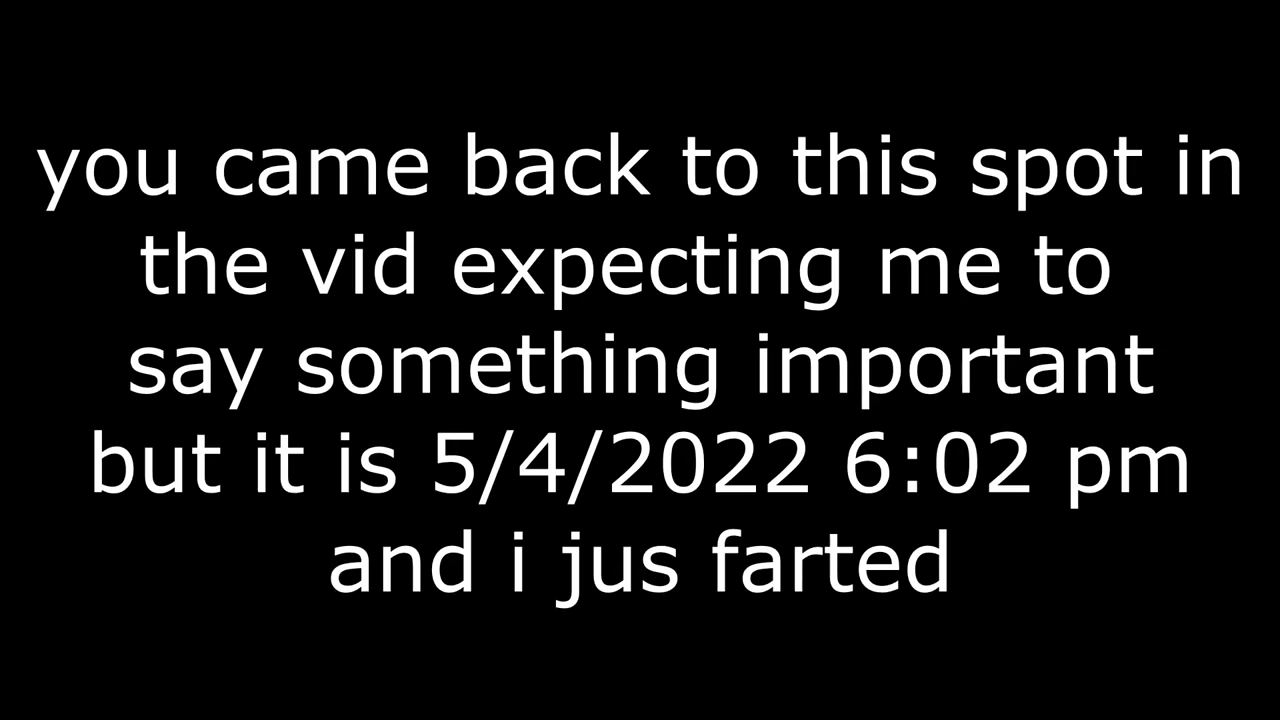 you came back to this spot in
the vid expecting me to
say something important
but it is 5/4/2022 6:02 pm
and i jus farted